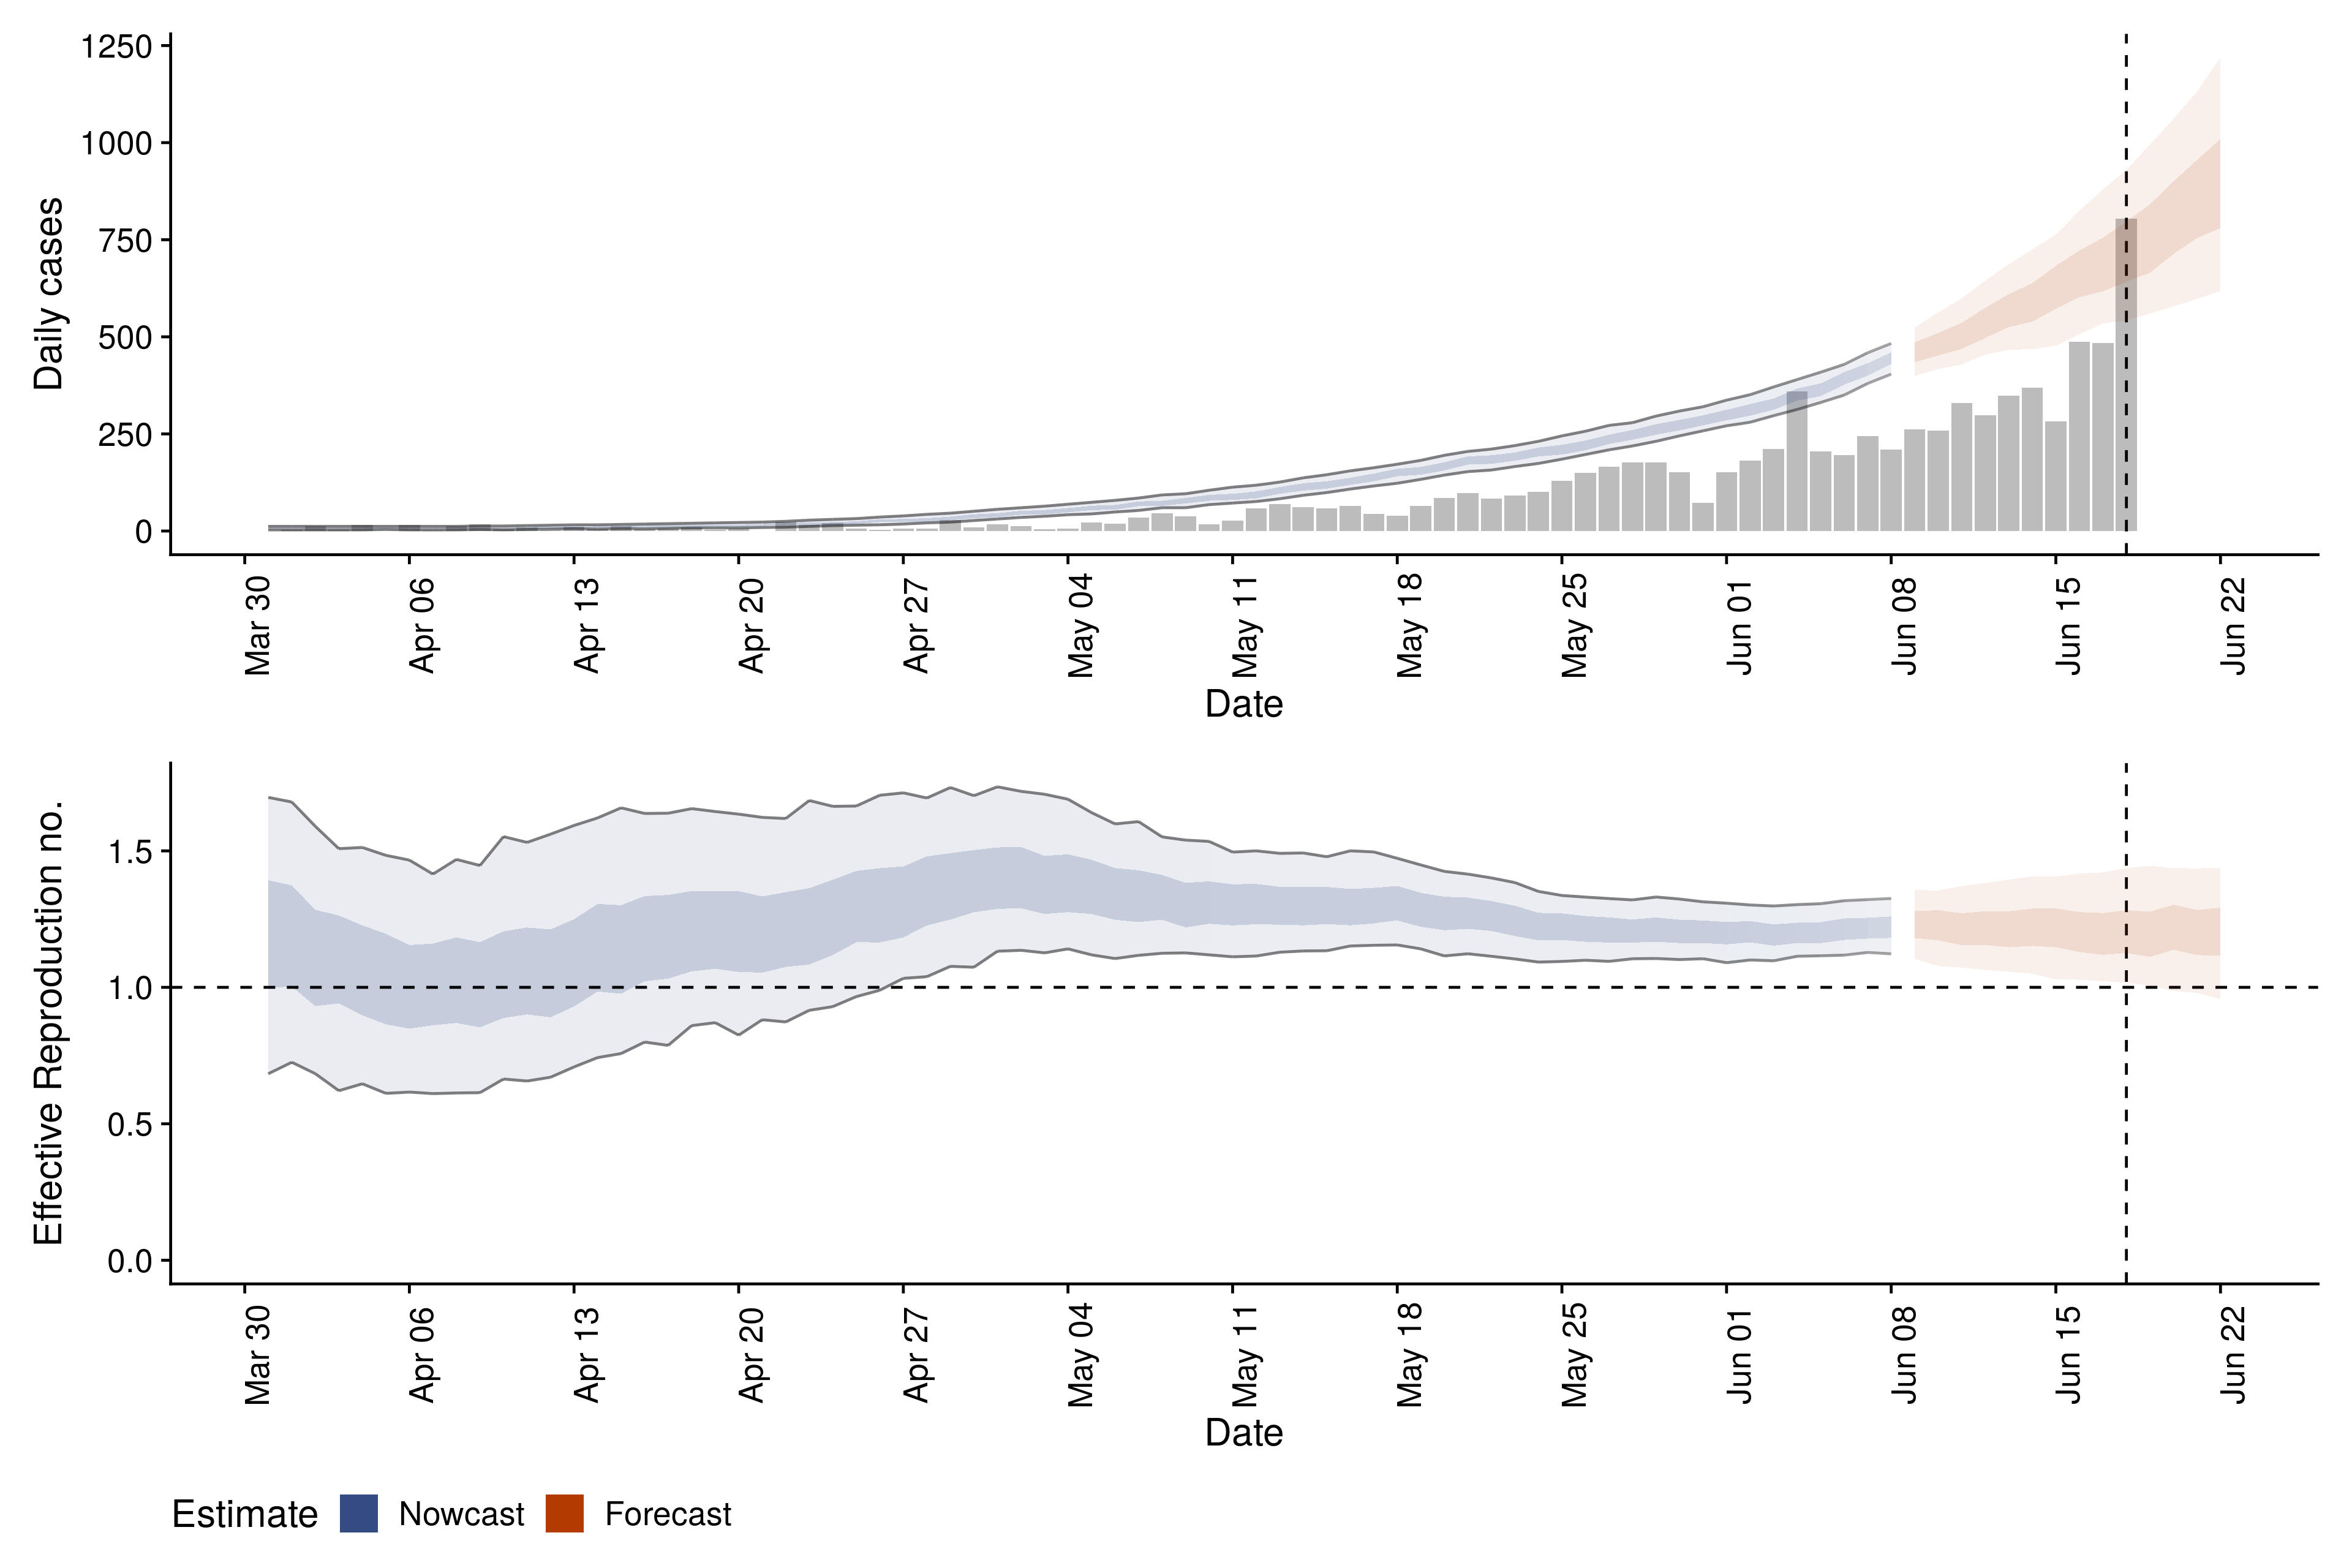 1250
1000
750
500
250
0
Daily cases
Mar 30 Apr 06 Apr 13 Apr 20 Apr 27 May 04 May 11 May 18 May 25 Jun 01 Jun 08 Jun 15 Jun 22
Date
1.5
1.0
0.5
0.0
Effective Reproduction no.
Mar 30 Apr 06 Apr 13 Apr 20 Apr 27 May 04 May 11 May 18 May 25 Jun 01 Jun 08 Jun 15 Jun 22
Date
Estimate Nowcast Forecast